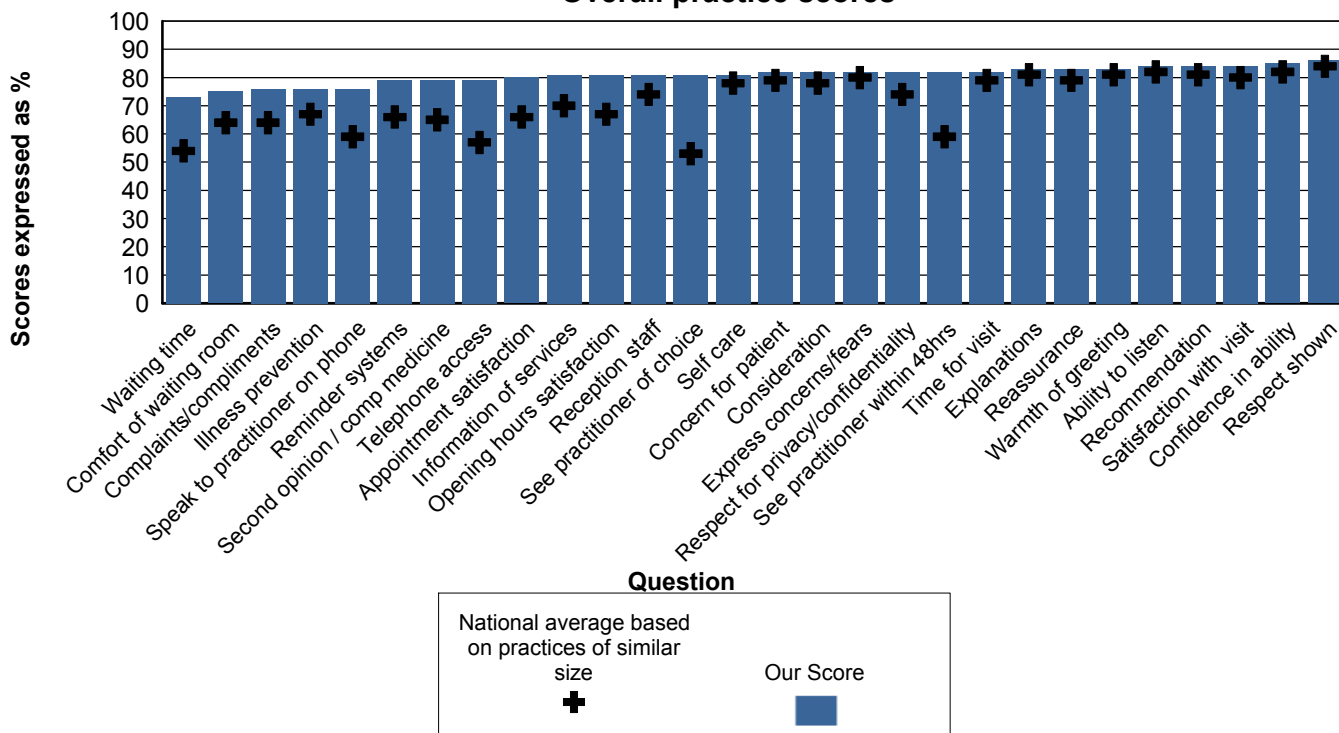 Overall practice scores
Scores expressed as %
100
90
80
70
60
50
40
30
20
10
0
Waiting time
Comfort of waiting room
Complaints/compliments
Illness prevention
Speak to practitioner on phone
Reminder systems
Second opinion / comp medicine
Telephone access
Appointment satisfaction
Information of services
Opening hours satisfaction
Reception staff
See practitioner of choice
Self care
Concern for patient
Consideration
Express concerns/fears
Respect for privacy/confidentiality
See practitioner within 48hrs
Time for visit
Explanations
Reassurance
Warmth of greeting
Ability to listen
Recommendation
Satisfaction with visit
Confidence in ability
Respect shown
Question
National average based
on practices of similar
size
Our Score